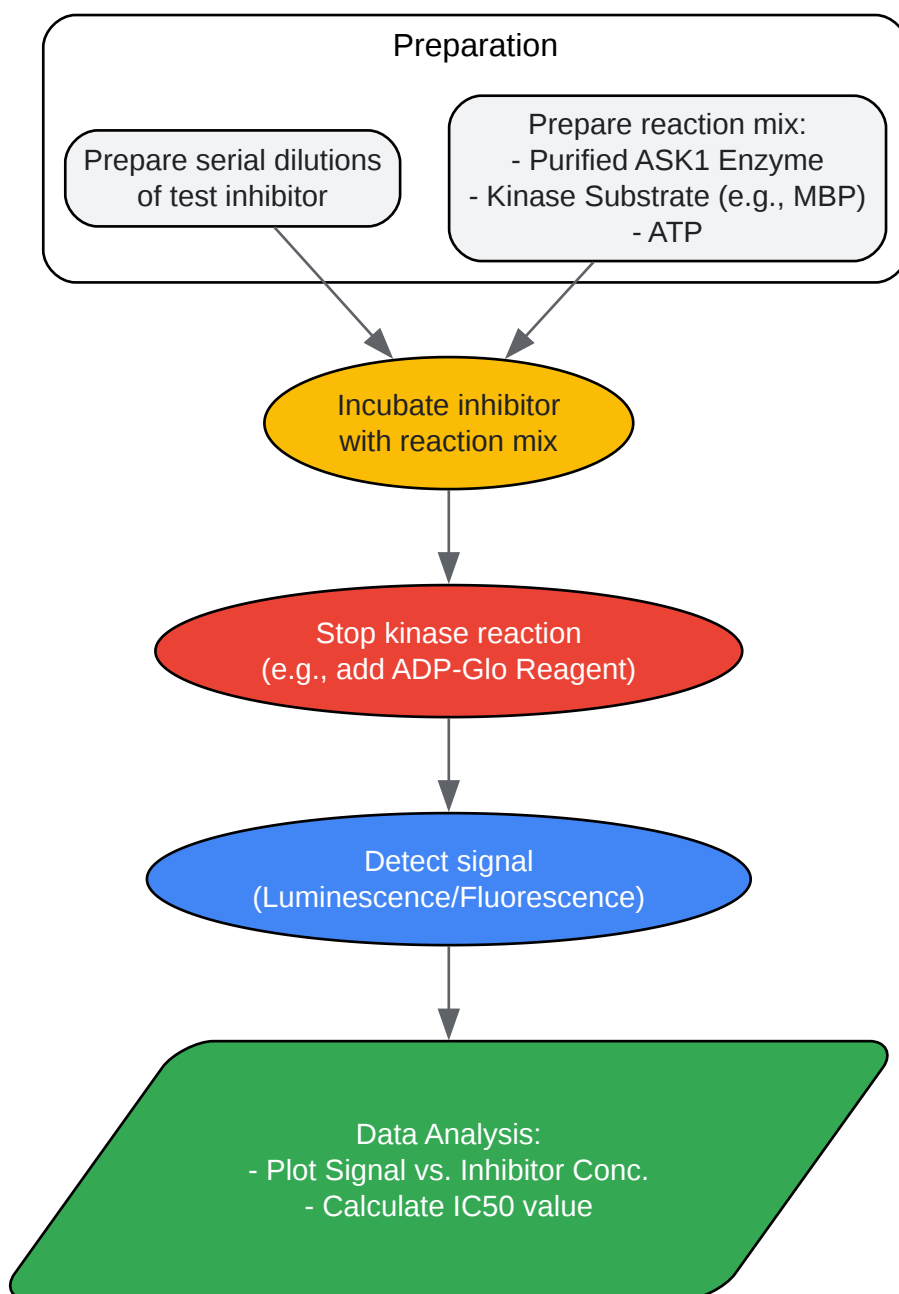 Preparation
Prepare serial dilutions
of test inhibitor
Prepare reaction mix:
- Purified ASK1 Enzyme
- Kinase Substrate (e.g., MBP)
- ATP
Incubate inhibitor
with reaction mix
Stop kinase reaction
(e.g., add ADP-Glo Reagent)
Detect signal
(Luminescence/Fluorescence)
Data Analysis:
- Plot Signal vs. Inhibitor Conc.
- Calculate IC50 value